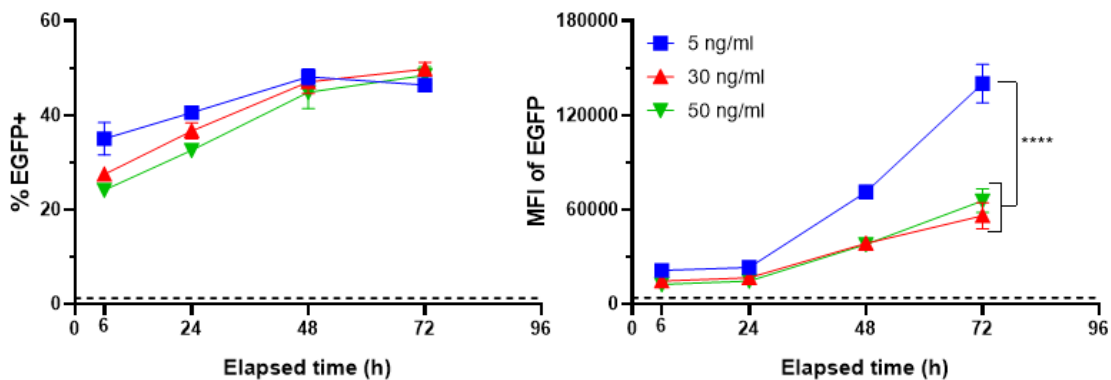 % EGFP+
60
40
20
0
0 6 24 48 72 96
Elapsed time (h)
MFI of EGFP
180000
120000
60000
0
5 ng/ml
30 ng/ml
50 ng/ml
****
0 6 24 48 72 96
Elapsed time (h)